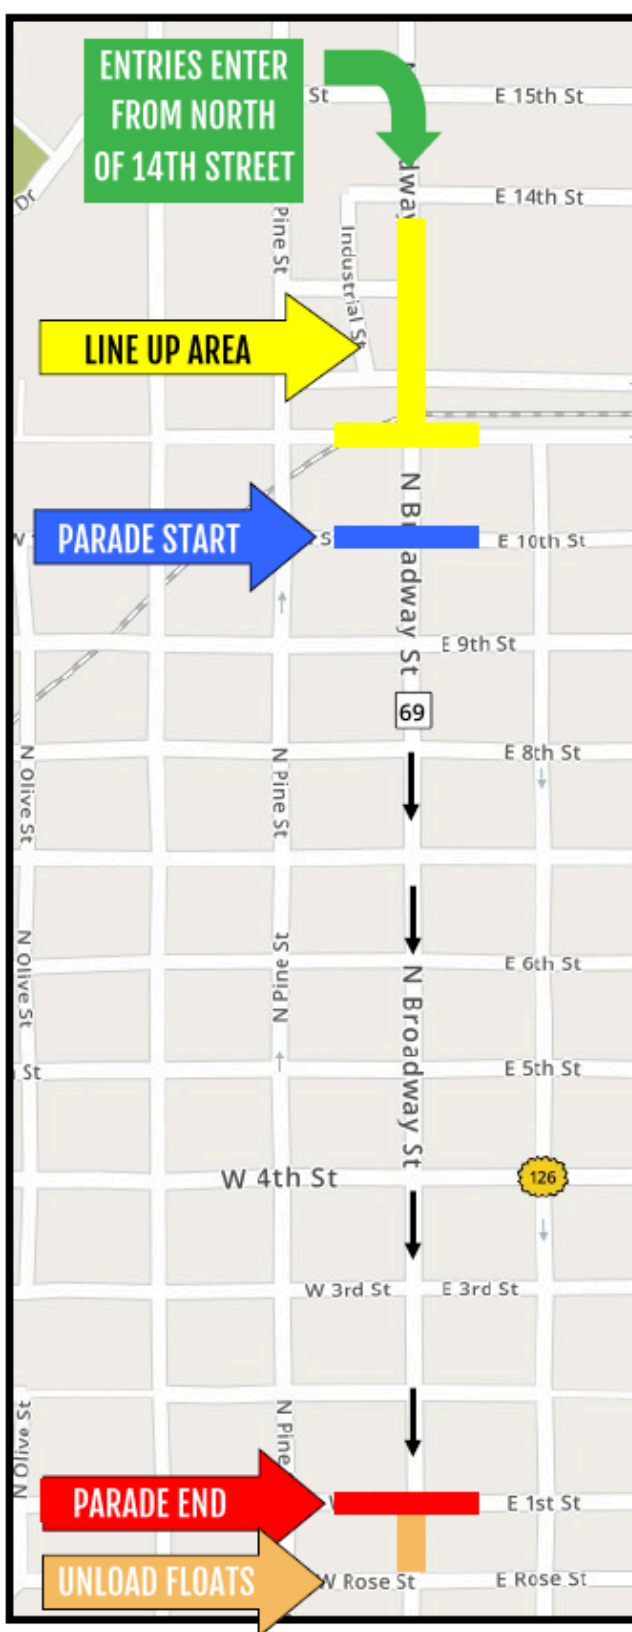 ENTRIES ENTER
FROM NORTH
OF 14TH STREET
St
E 15th St
dway
E 14th St
Dr
Pine St
Industrial St
LINE UP AREA
N Broadway St
PARADE START
W
S
E 10th St
E 9th St
69
N Olive St
N Pine St
E 8th St
N Olive St
N Pine St
N Broadway St
E 6th St
St
E 5th St
W 4th St
126
W 3rd St
E 3rd St
N Olive St
N Pine
PARADE END
E 1st St
UNLOAD FLOATS
W Rose St
E Rose St